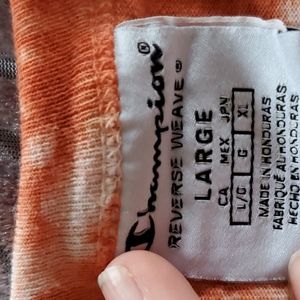 Champion®
REVERSE WEAVE®
LARGE
CA MEX JPN
L/G G XL
MADE IN HONDURAS
FABRIQUÉ AU HONDURAS
HECHO EN HONDURAS